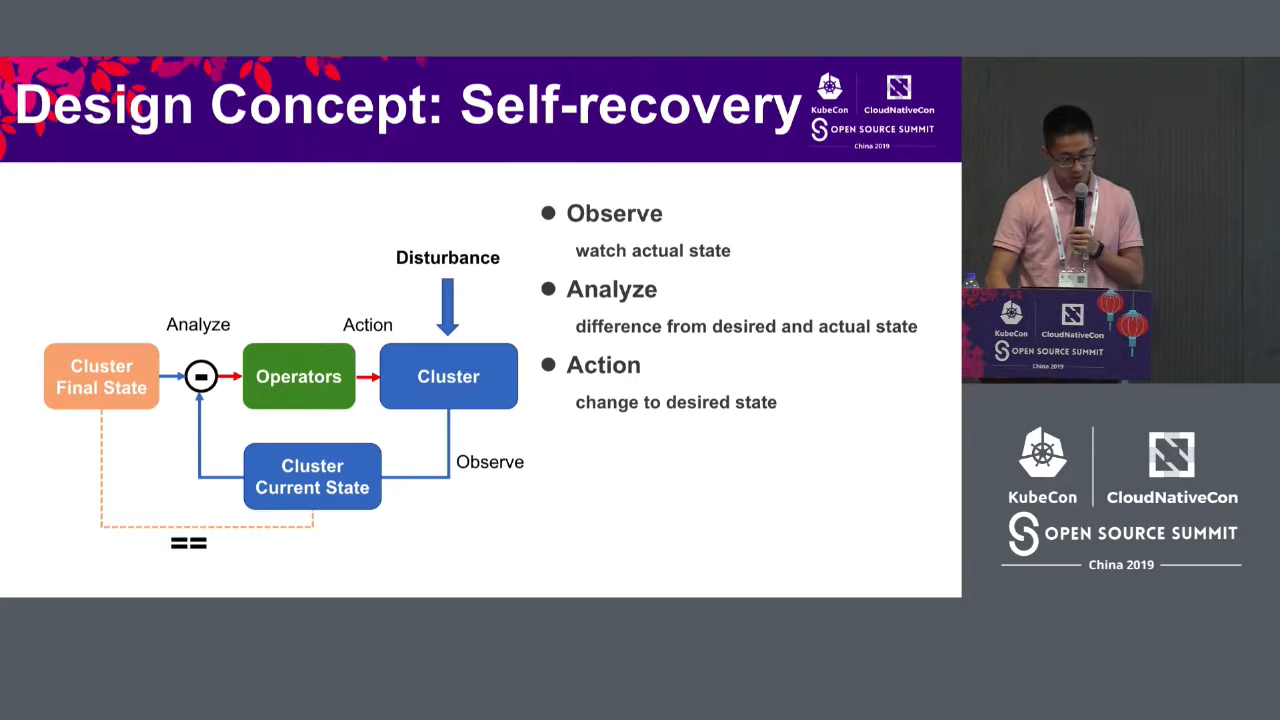 Design Concept: Self-recovery
KubeCon
CloudNativeCon
OPEN SOURCE SUMMIT
China 2019
Disturbance
Analyze
Action
Cluster
Final State
-
Operators
Cluster
Cluster
Current State
Observe
==
● Observe
watch actual state
● Analyze
difference from desired and actual state
● Action
change to desired state
KubeCon
CloudNativeCon
OPEN SOURCE SUMMIT
China 2019
KubeCon
CloudNativeCon
OPEN SOURCE SUMMIT
China 2019